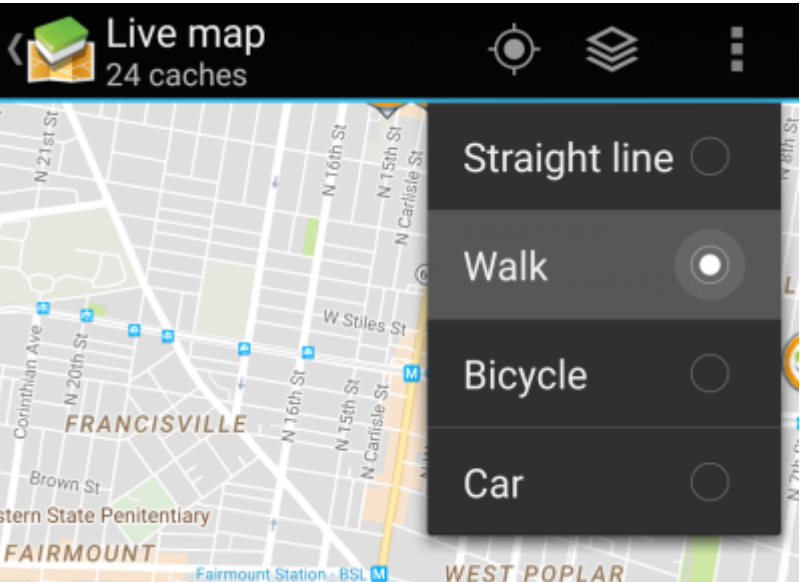 Live map
24 caches
Straight line
Walk
Bicycle
Car
N 21st St
N 16th St
N 15th St
N Carlisle St
N 8th St
W Stiles St
M
Corinthian Ave
N 20th St
FRANCISVILLE
N 16th St
N 15th St
N Carlisle St
N 7th St
Brown St
stern State Penitentiary
FAIRMOUNT
Fairmount Station - BSL M
WEST POPLAR